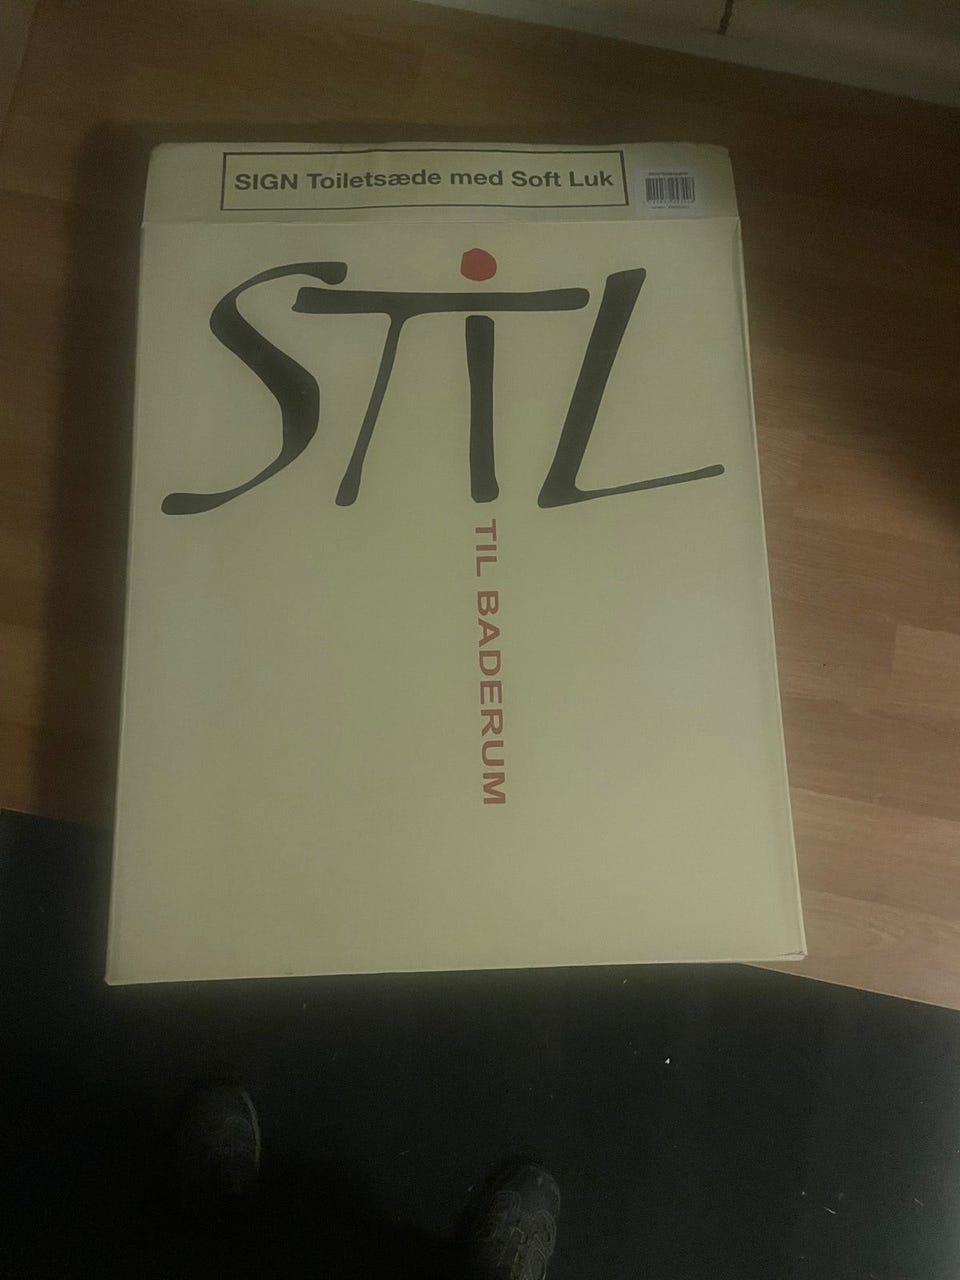 SIGN Toiletsæde med Soft Luk
STiL
TIL BADERUM